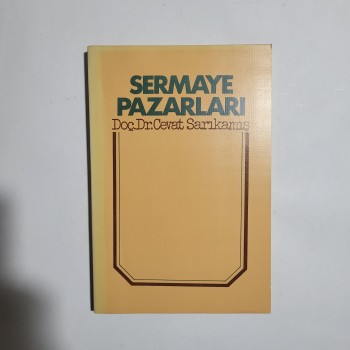 SERMAYE
PAZARLARI
Doç.Dr.Cevat Sarıkamış